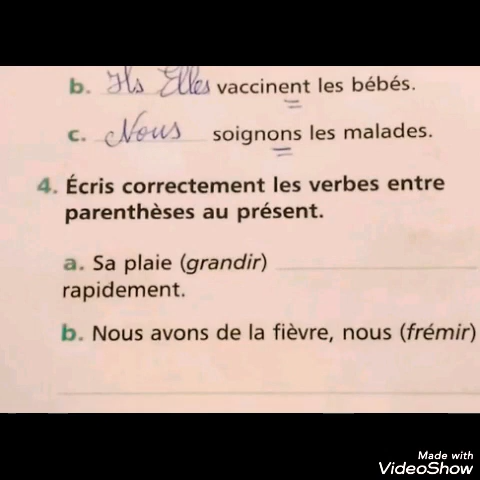 b. Ils Elles vaccinent les bébés.
c. Nous soignons les malades.
4. Écris correctement les verbes entre
parenthèses au présent.
a. Sa plaie (grandir)
rapidement.
b. Nous avons de la fièvre, nous (frémir)
Made with
VideoShow